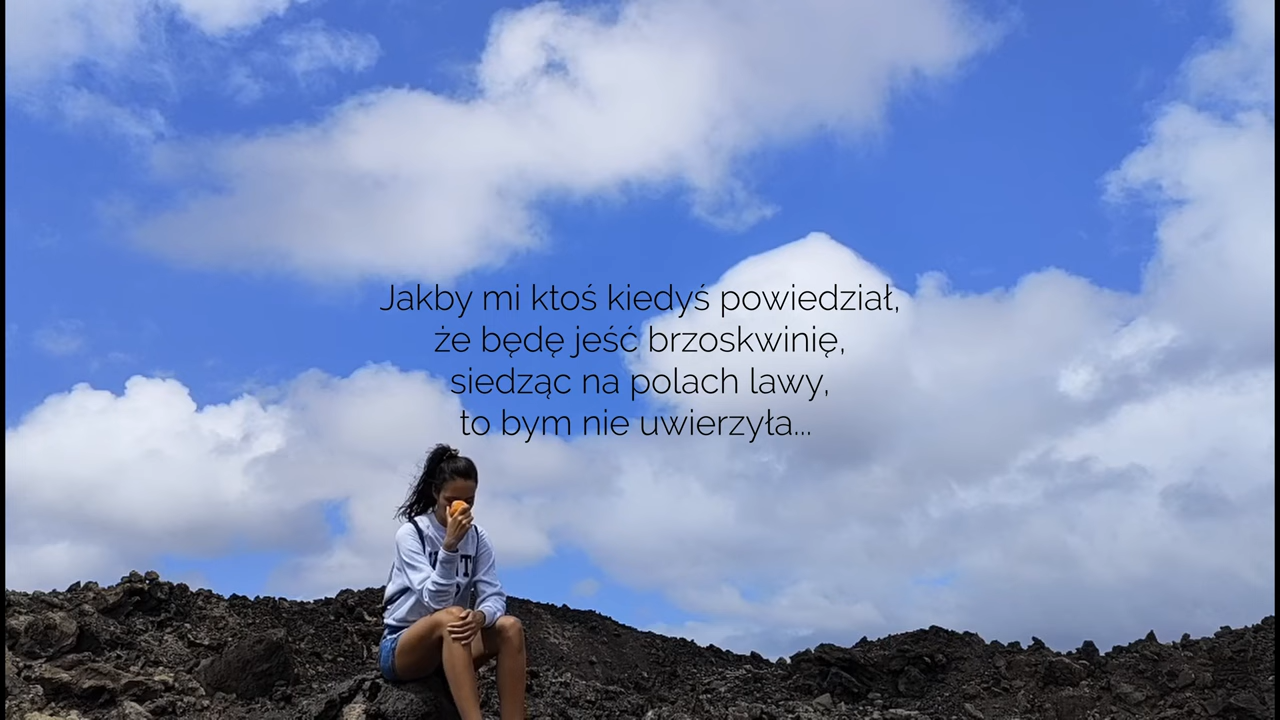 Jakby mi ktoś kiedyś powiedział,
że będę jeść brzoskwinię,
siedząc na polach lawy,
to bym nie uwierzyła...